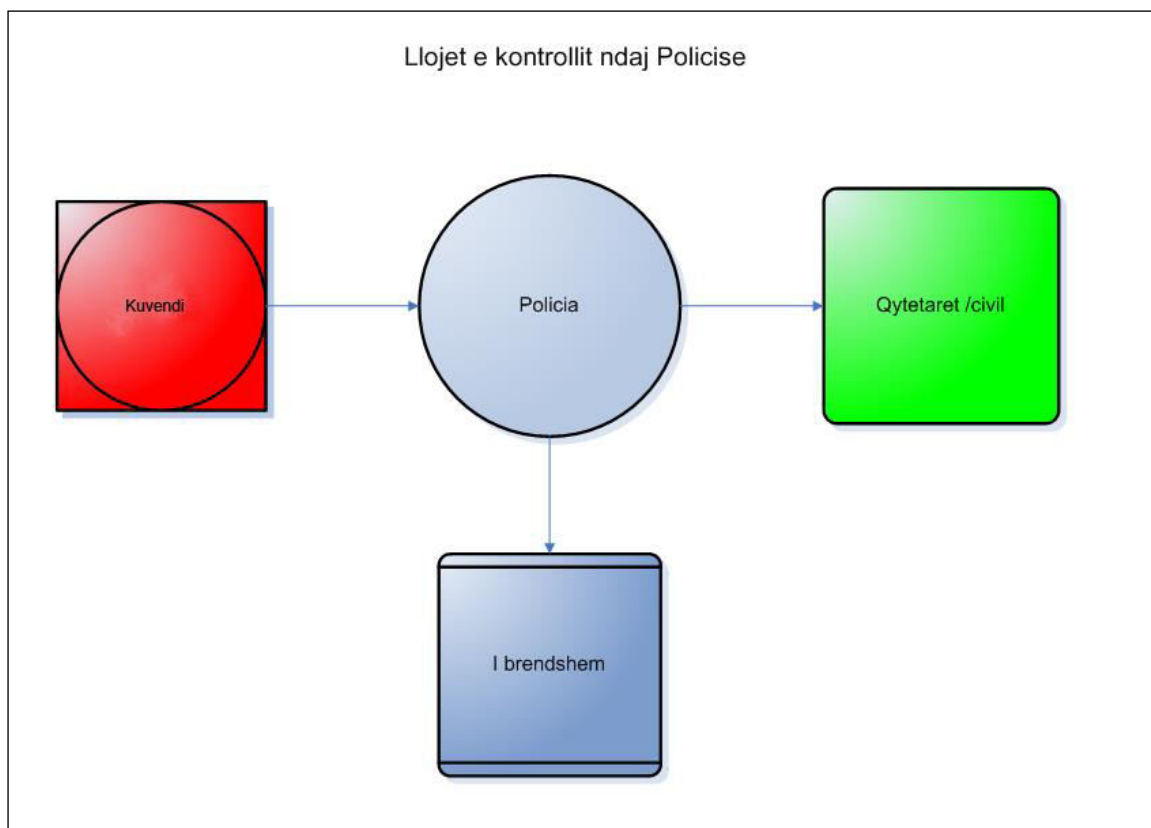 Llojet e kontrollit ndaj Policise
Kuvendi
Policia
Qytetaret /civil
I brendshem